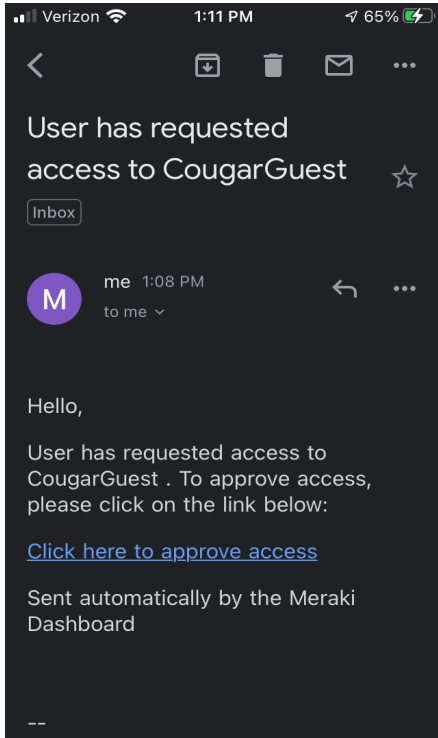 Verizon 1:11 PM 65%
User has requested
access to CougarGuest
Inbox
M
me 1:08 PM
to me
Hello,
User has requested access to
CougarGuest . To approve access,
please click on the link below:
Click here to approve access
Sent automatically by the Meraki
Dashboard
--